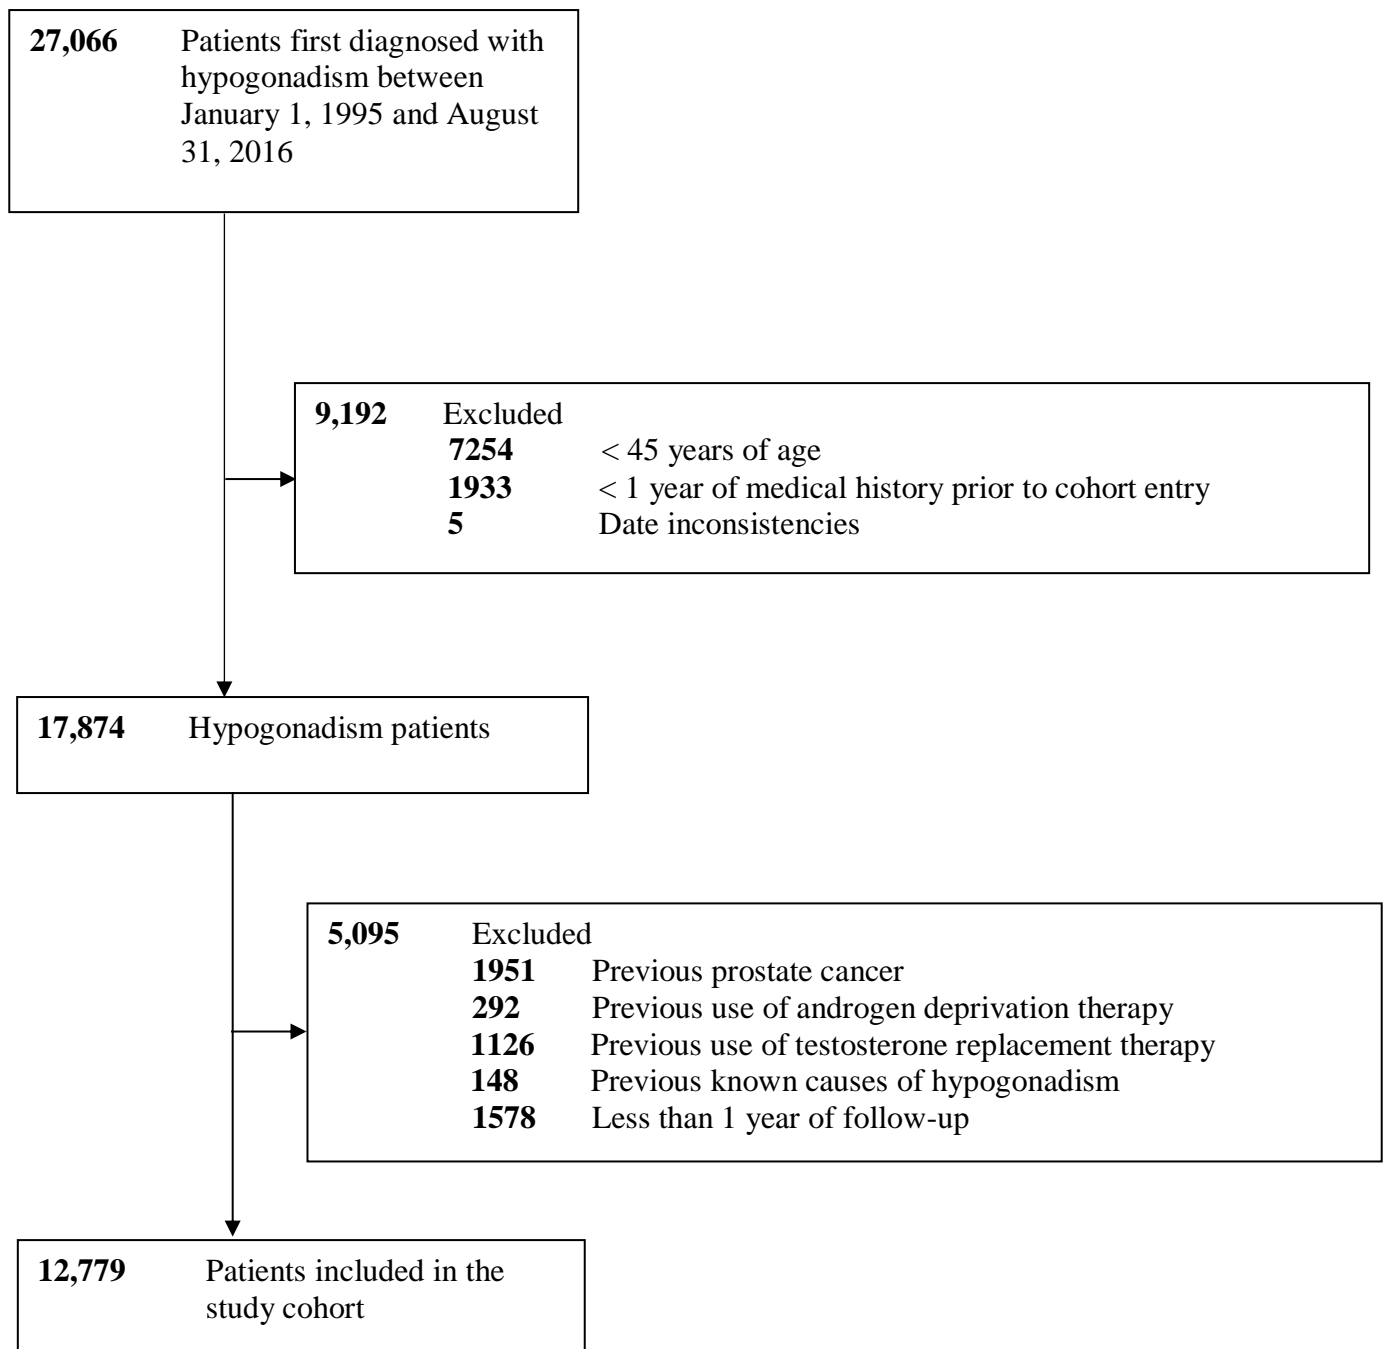 27,066 Patients first diagnosed with
hypogonadism between
January 1, 1995 and August
31, 2016
9,192 Excluded
7254 < 45 years of age
1933 < 1 year of medical history prior to cohort entry
5 Date inconsistencies
17,874 Hypogonadism patients
5,095 Excluded
1951 Previous prostate cancer
292 Previous use of androgen deprivation therapy
1126 Previous use of testosterone replacement therapy
148 Previous known causes of hypogonadism
1578 Less than 1 year of follow-up
12,779 Patients included in the
study cohort